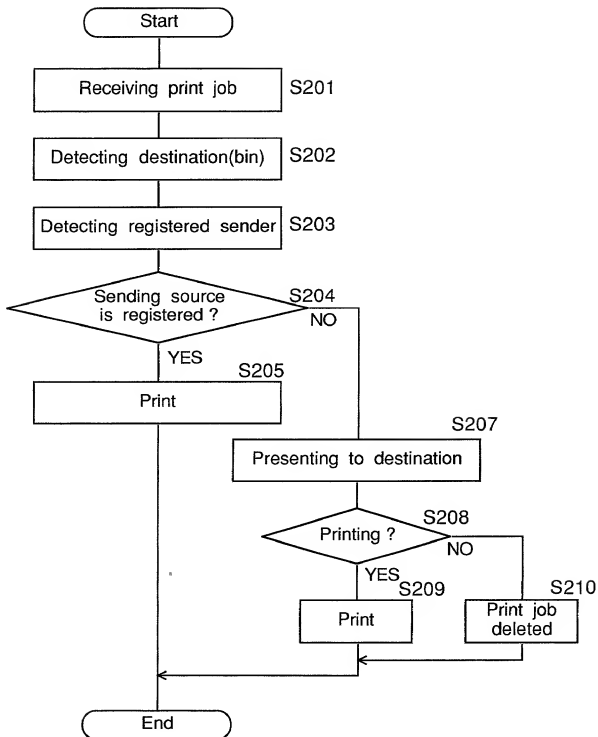 Start
Receiving print job
S201
Detecting destination(bin)
S202
Detecting registered sender
S203
Sending source
is registered ?
S204
NO
YES
S205
Print
S207
Presenting to destination
Printing ?
S208
NO
YES
S209
Print
S210
Print job
deleted
End